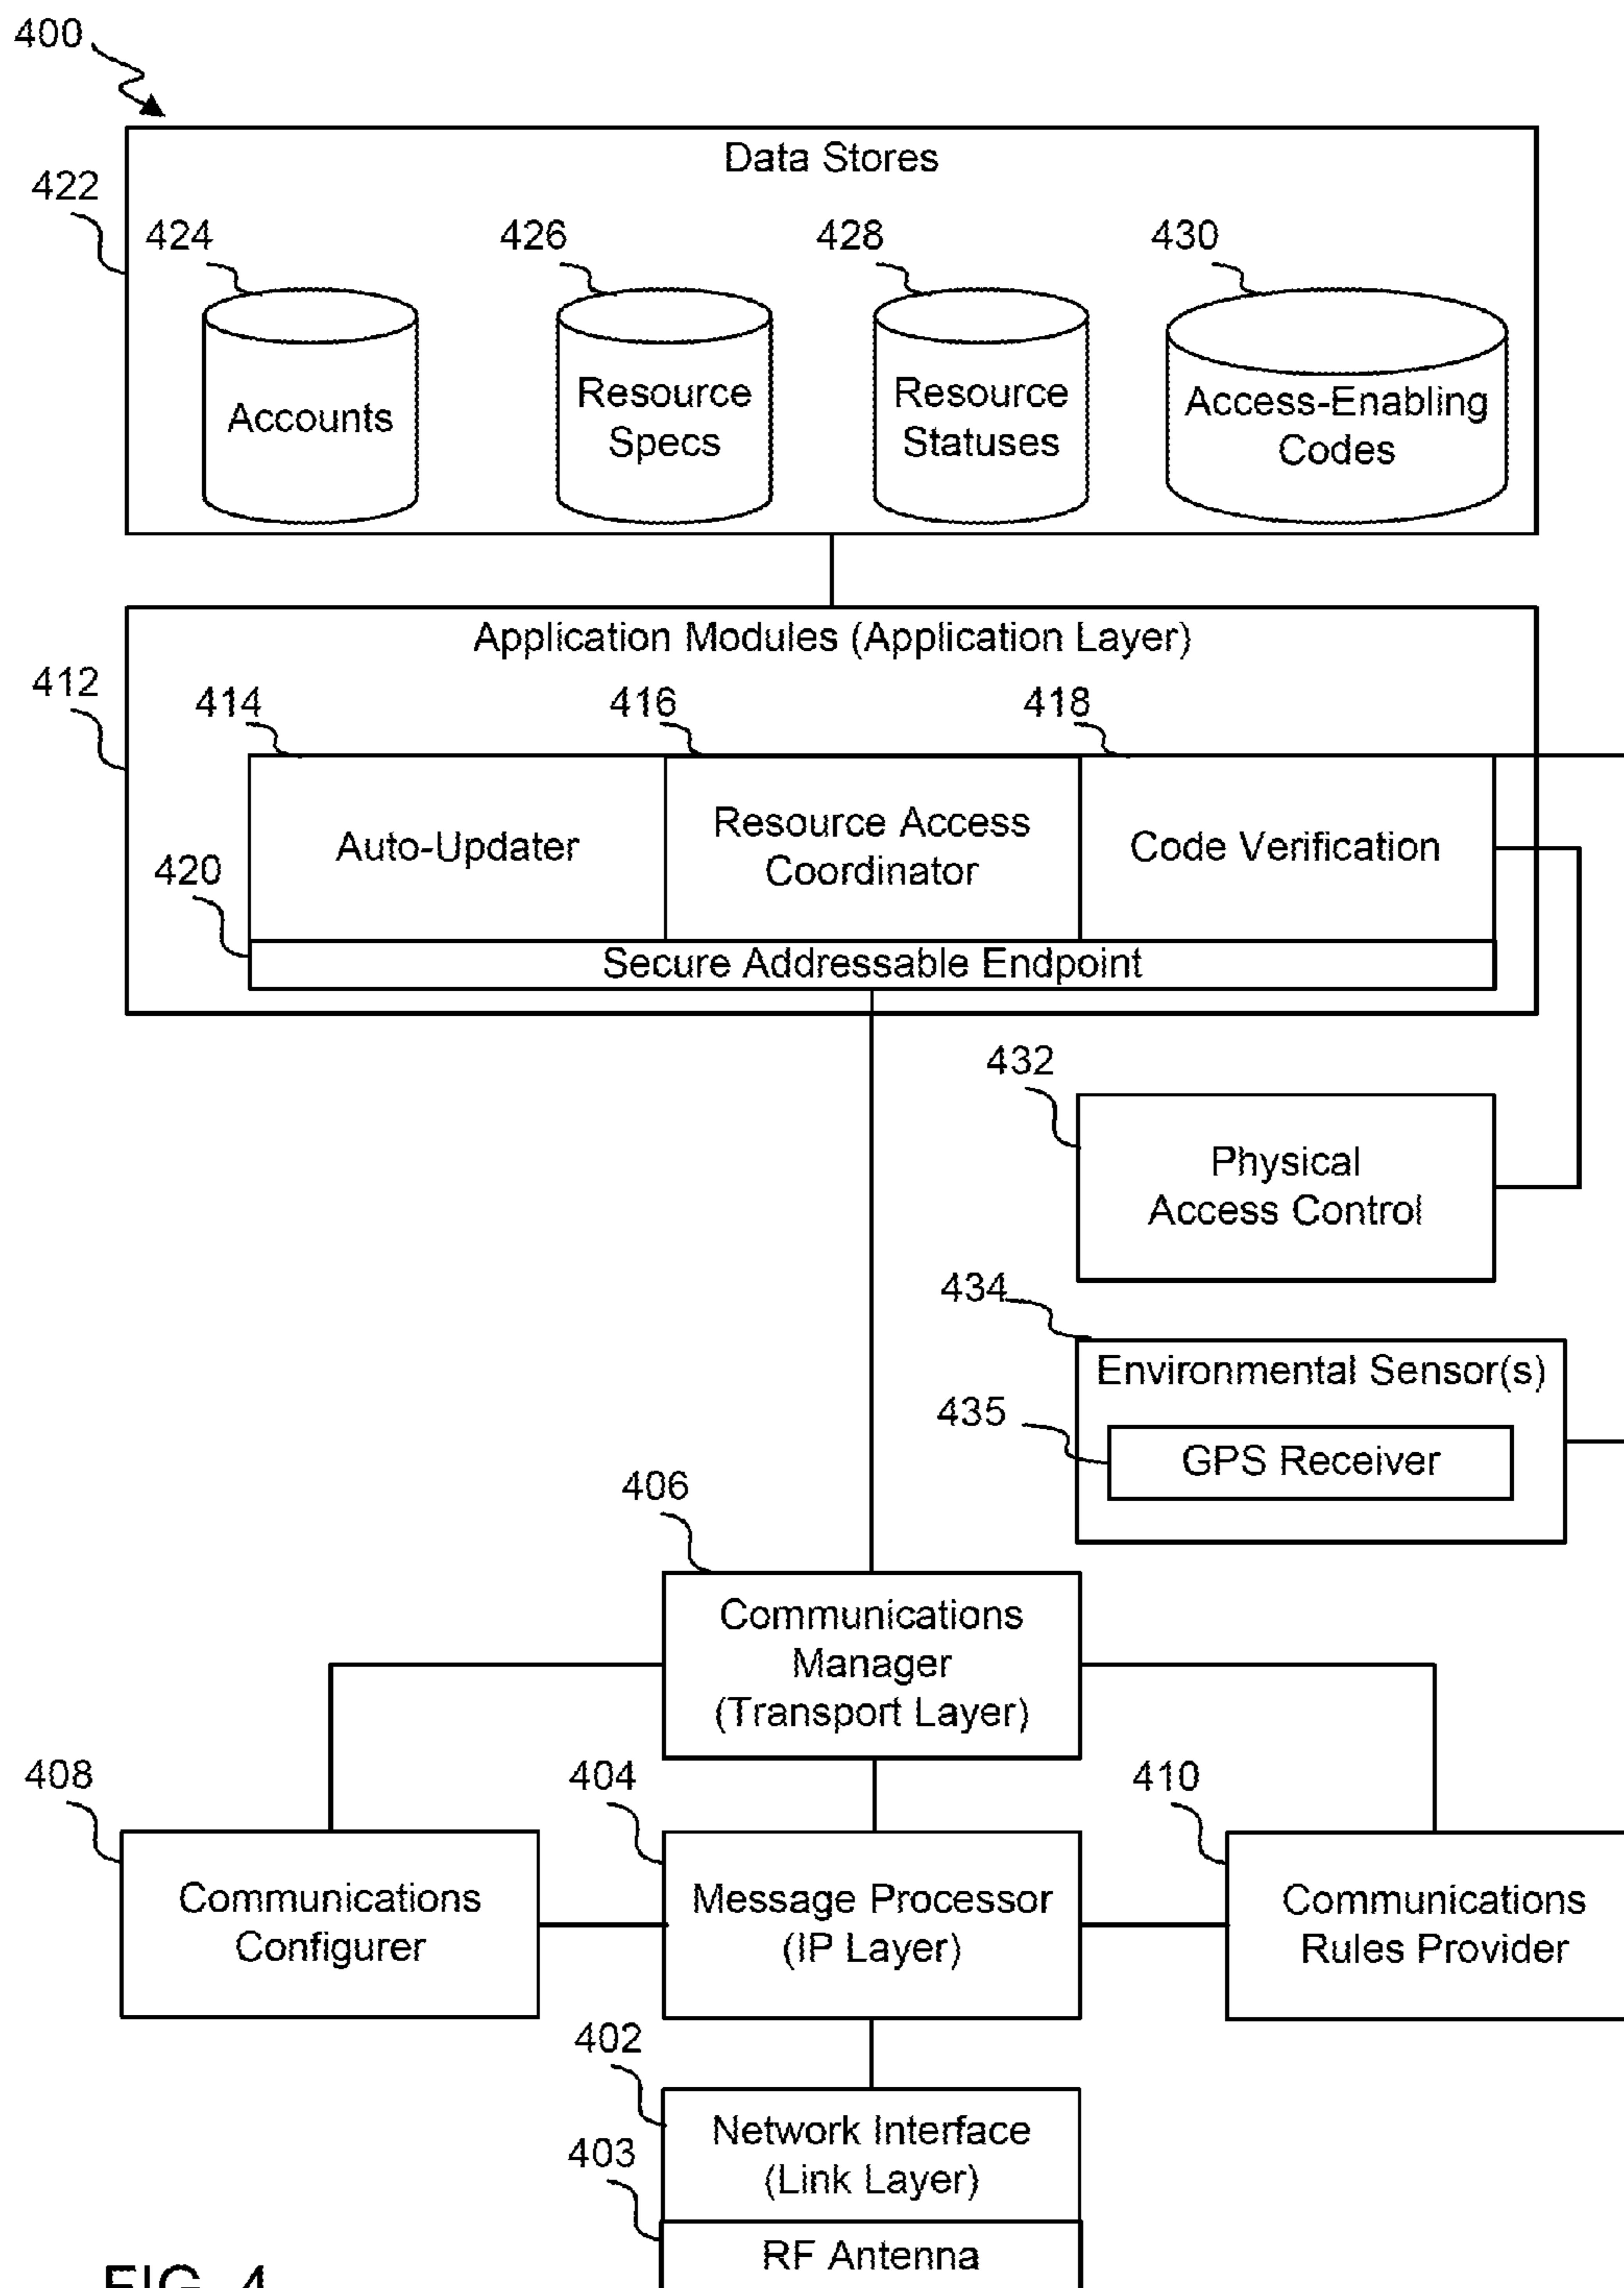 400
Data Stores
422
424
426
428
430
Accounts
Resource
Specs
Resource
Statuses
Access-Enabling
Codes
Application Modules (Application Layer)
412
414
416
418
Auto-Updater
Resource Access
Coordinator
Code Verification
420
Secure Addressable Endpoint
432
Physical
Access Control
434
Environmental Sensor(s)
435
GPS Receiver
406
Communications
Manager
(Transport Layer)
408
404
410
Communications
Configurer
Message Processor
(IP Layer)
Communications
Rules Provider
402
Network Interface
(Link Layer)
403
RF Antenna
FIG. 4